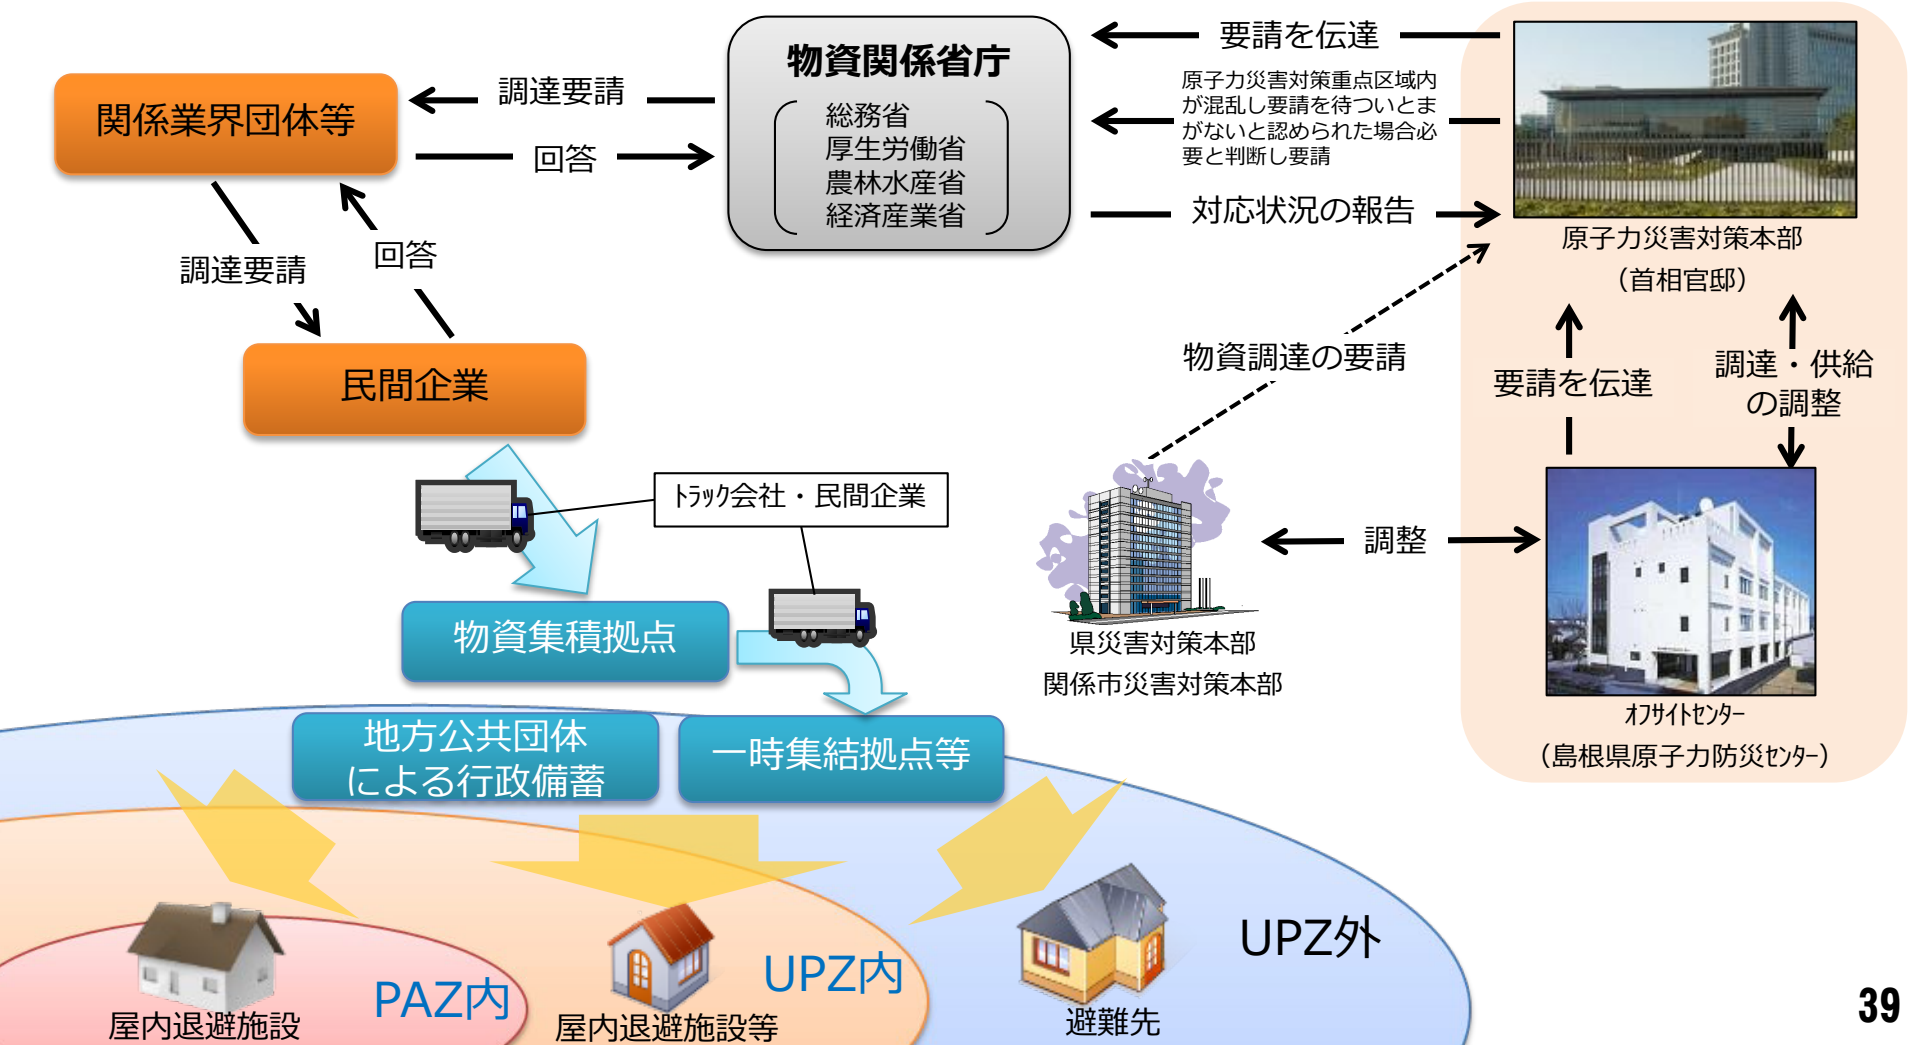 要請を伝達
物資関係省庁
総務省
厚生労働省
農林水産省
経済産業省
関係業界団体等
調達要請
回答
原子力災害対策重点区域内
が混乱し要請を待ついとま
がないと認められた場合必
要と判断し要請
対応状況の報告
原子力災害対策本部
（首相官邸）
調達要請
回答
民間企業
物資調達の要請
要請を伝達
調達・供給
の調整
ﾄﾗｯｸ会社・民間企業
調整
物資集積拠点
県災害対策本部
関係市災害対策本部
ｵﾌｻｲﾄｾﾝﾀｰ
（島根県原子力防災ｾﾝﾀｰ）
地方公共団体
による行政備蓄
一時集結拠点等
UPZ外
UPZ内
PAZ内
屋内退避施設
屋内退避施設等
避難先
39